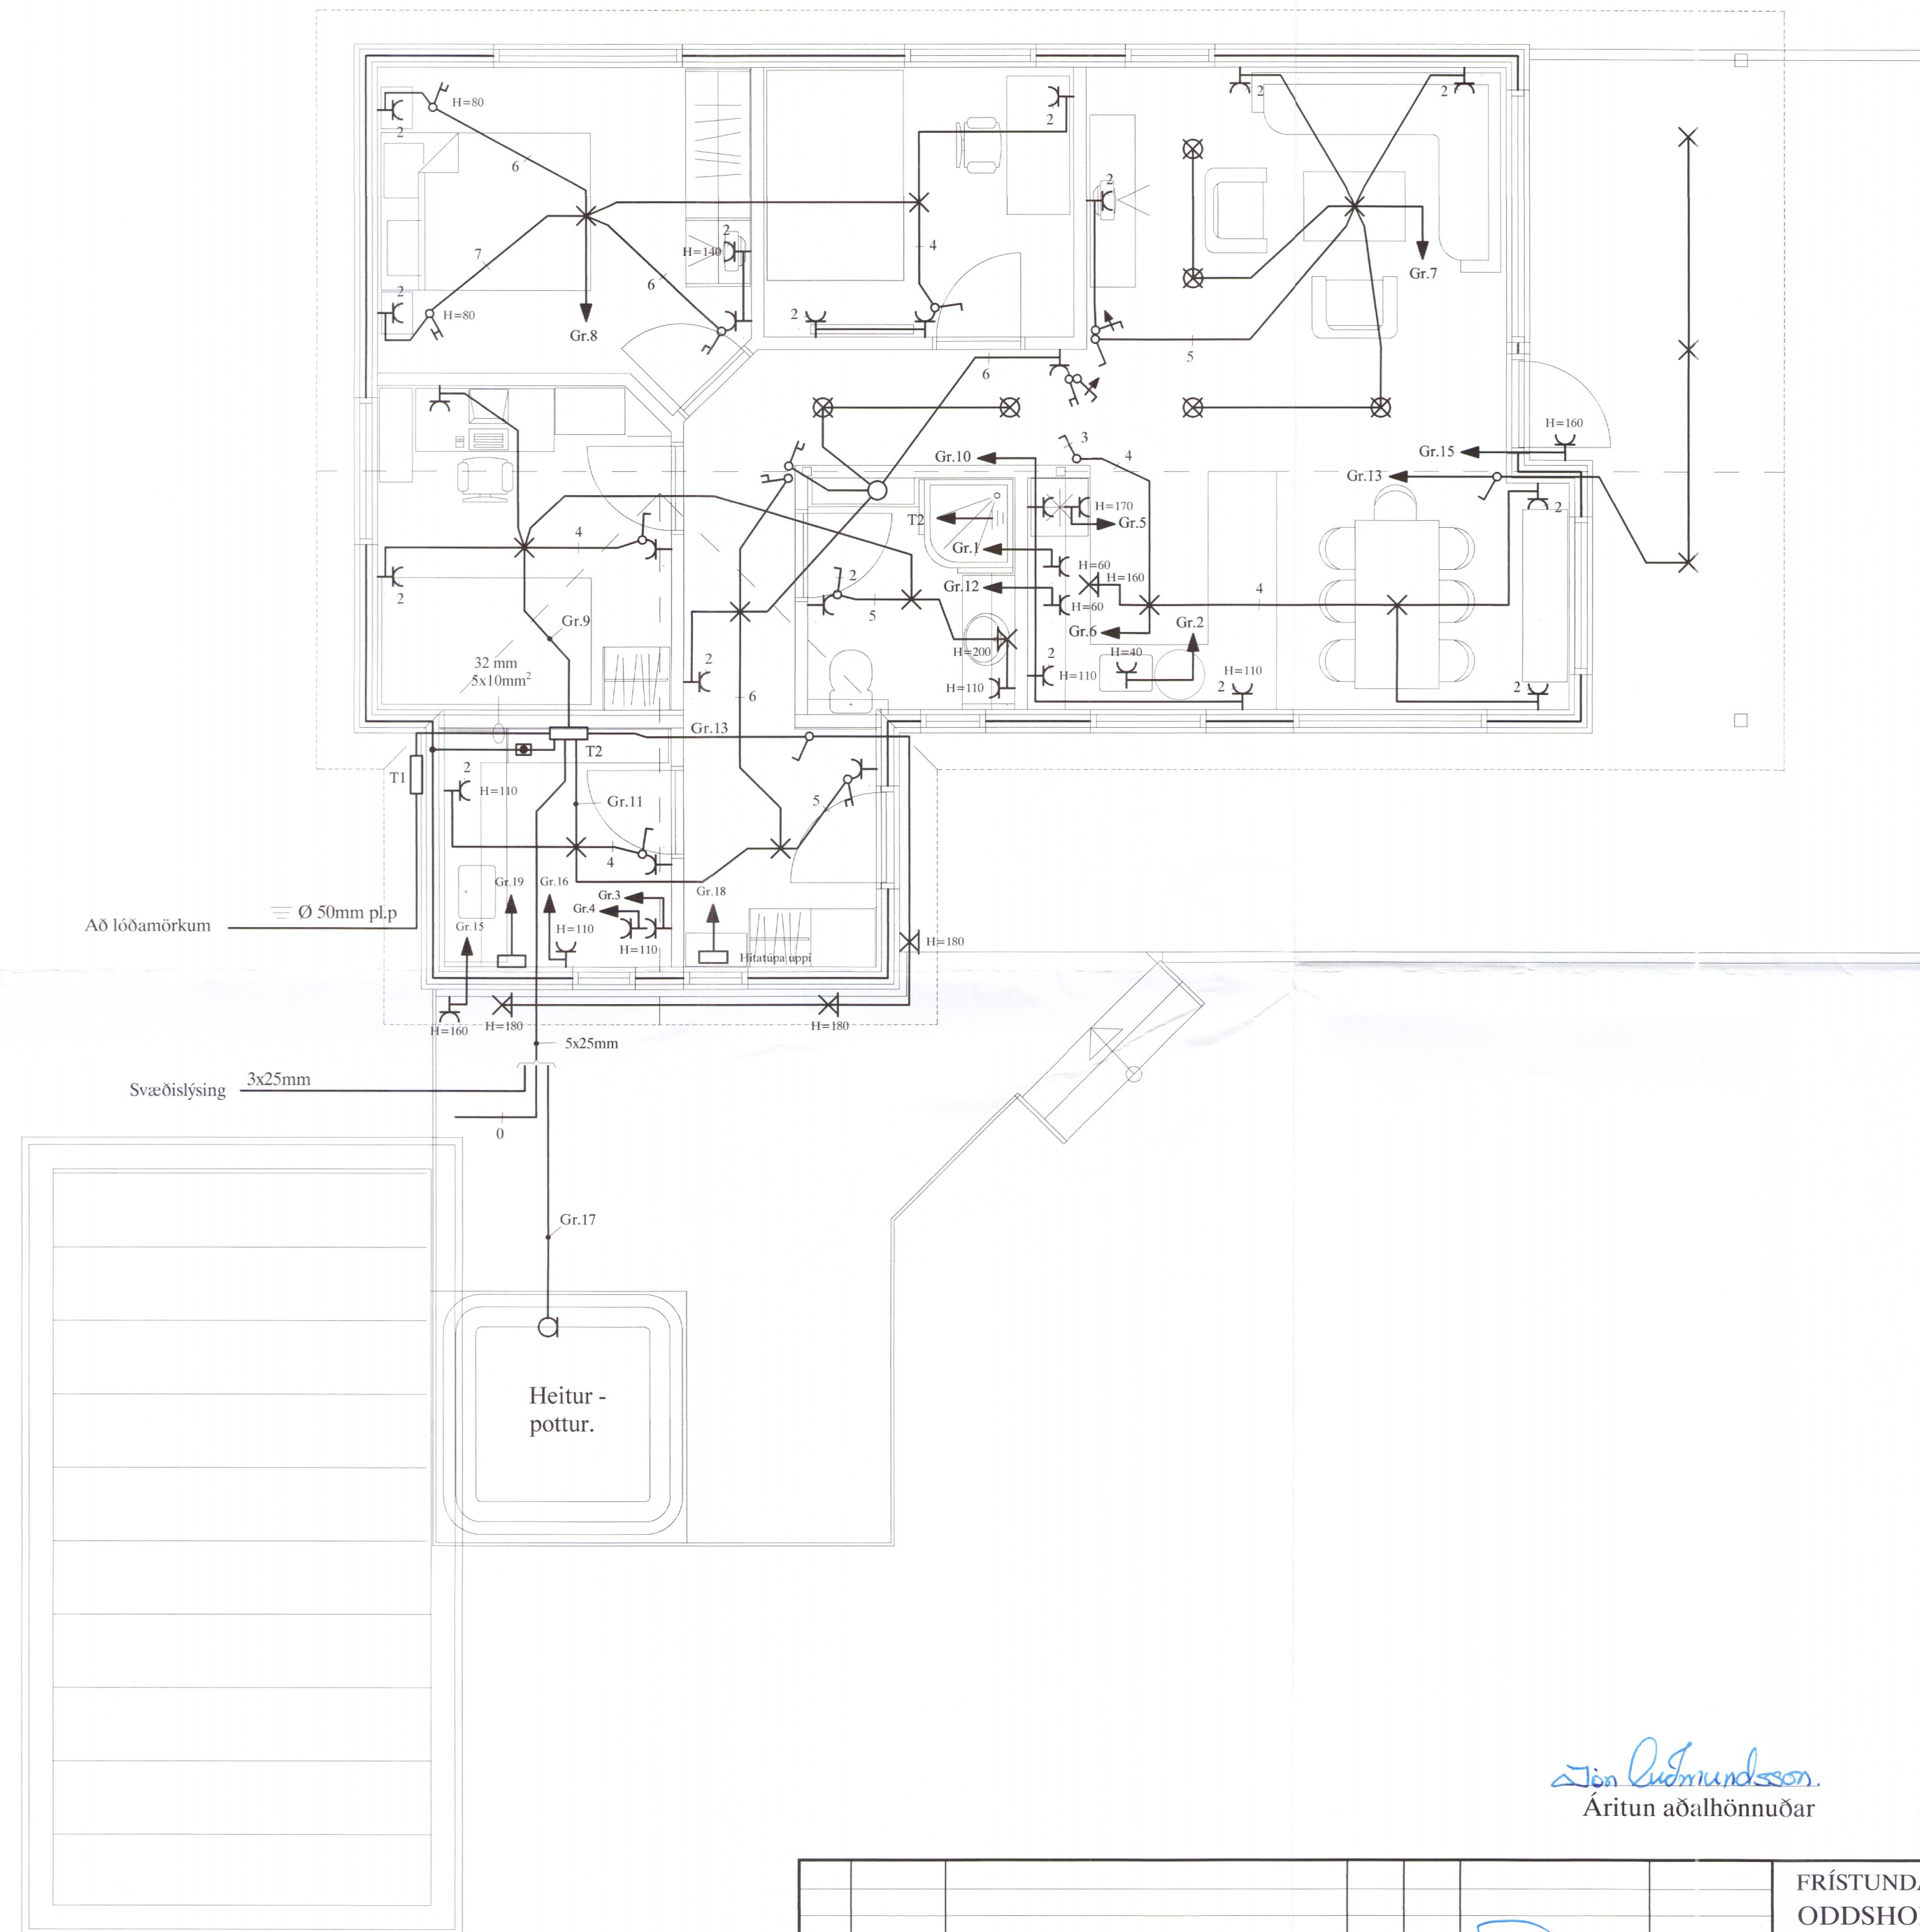 H=80
2
6
2
2
2
2
2
H=140
7
6
4
2
H=80
Gr.8
2
Gr.7
5
6
H=160
3
4
Gr.10
Gr.15
Gr.13
H=170
Gr.5
T2
2
4
Gr.1
H=60
H=160
2
2
Gr.12
H=60
4
5
Gr.9
Gr.6
Gr.2
H=200
H=40
2
2
H=110
H=110
32 mm
5x10mm²
H=110
2
2
6
Gr.13
T2
T1
2
H=110
Gr.11
5
4
Gr.19
Gr.16
Gr.3
Gr.18
Gr.4
Að lóðamörkum
Ø 50mm pl.p
Gr.15
H=110
H=110
H=180
Hitatúpa uppi
H=160
H=180
H=180
5x25mm
Svæðislýsing
3x25mm
0
Gr.17
Heitur -
pottur.
Jón Guðmundsson.
Áritun aðalhönnuðar
FRÍSTUNDA
ODDSHO